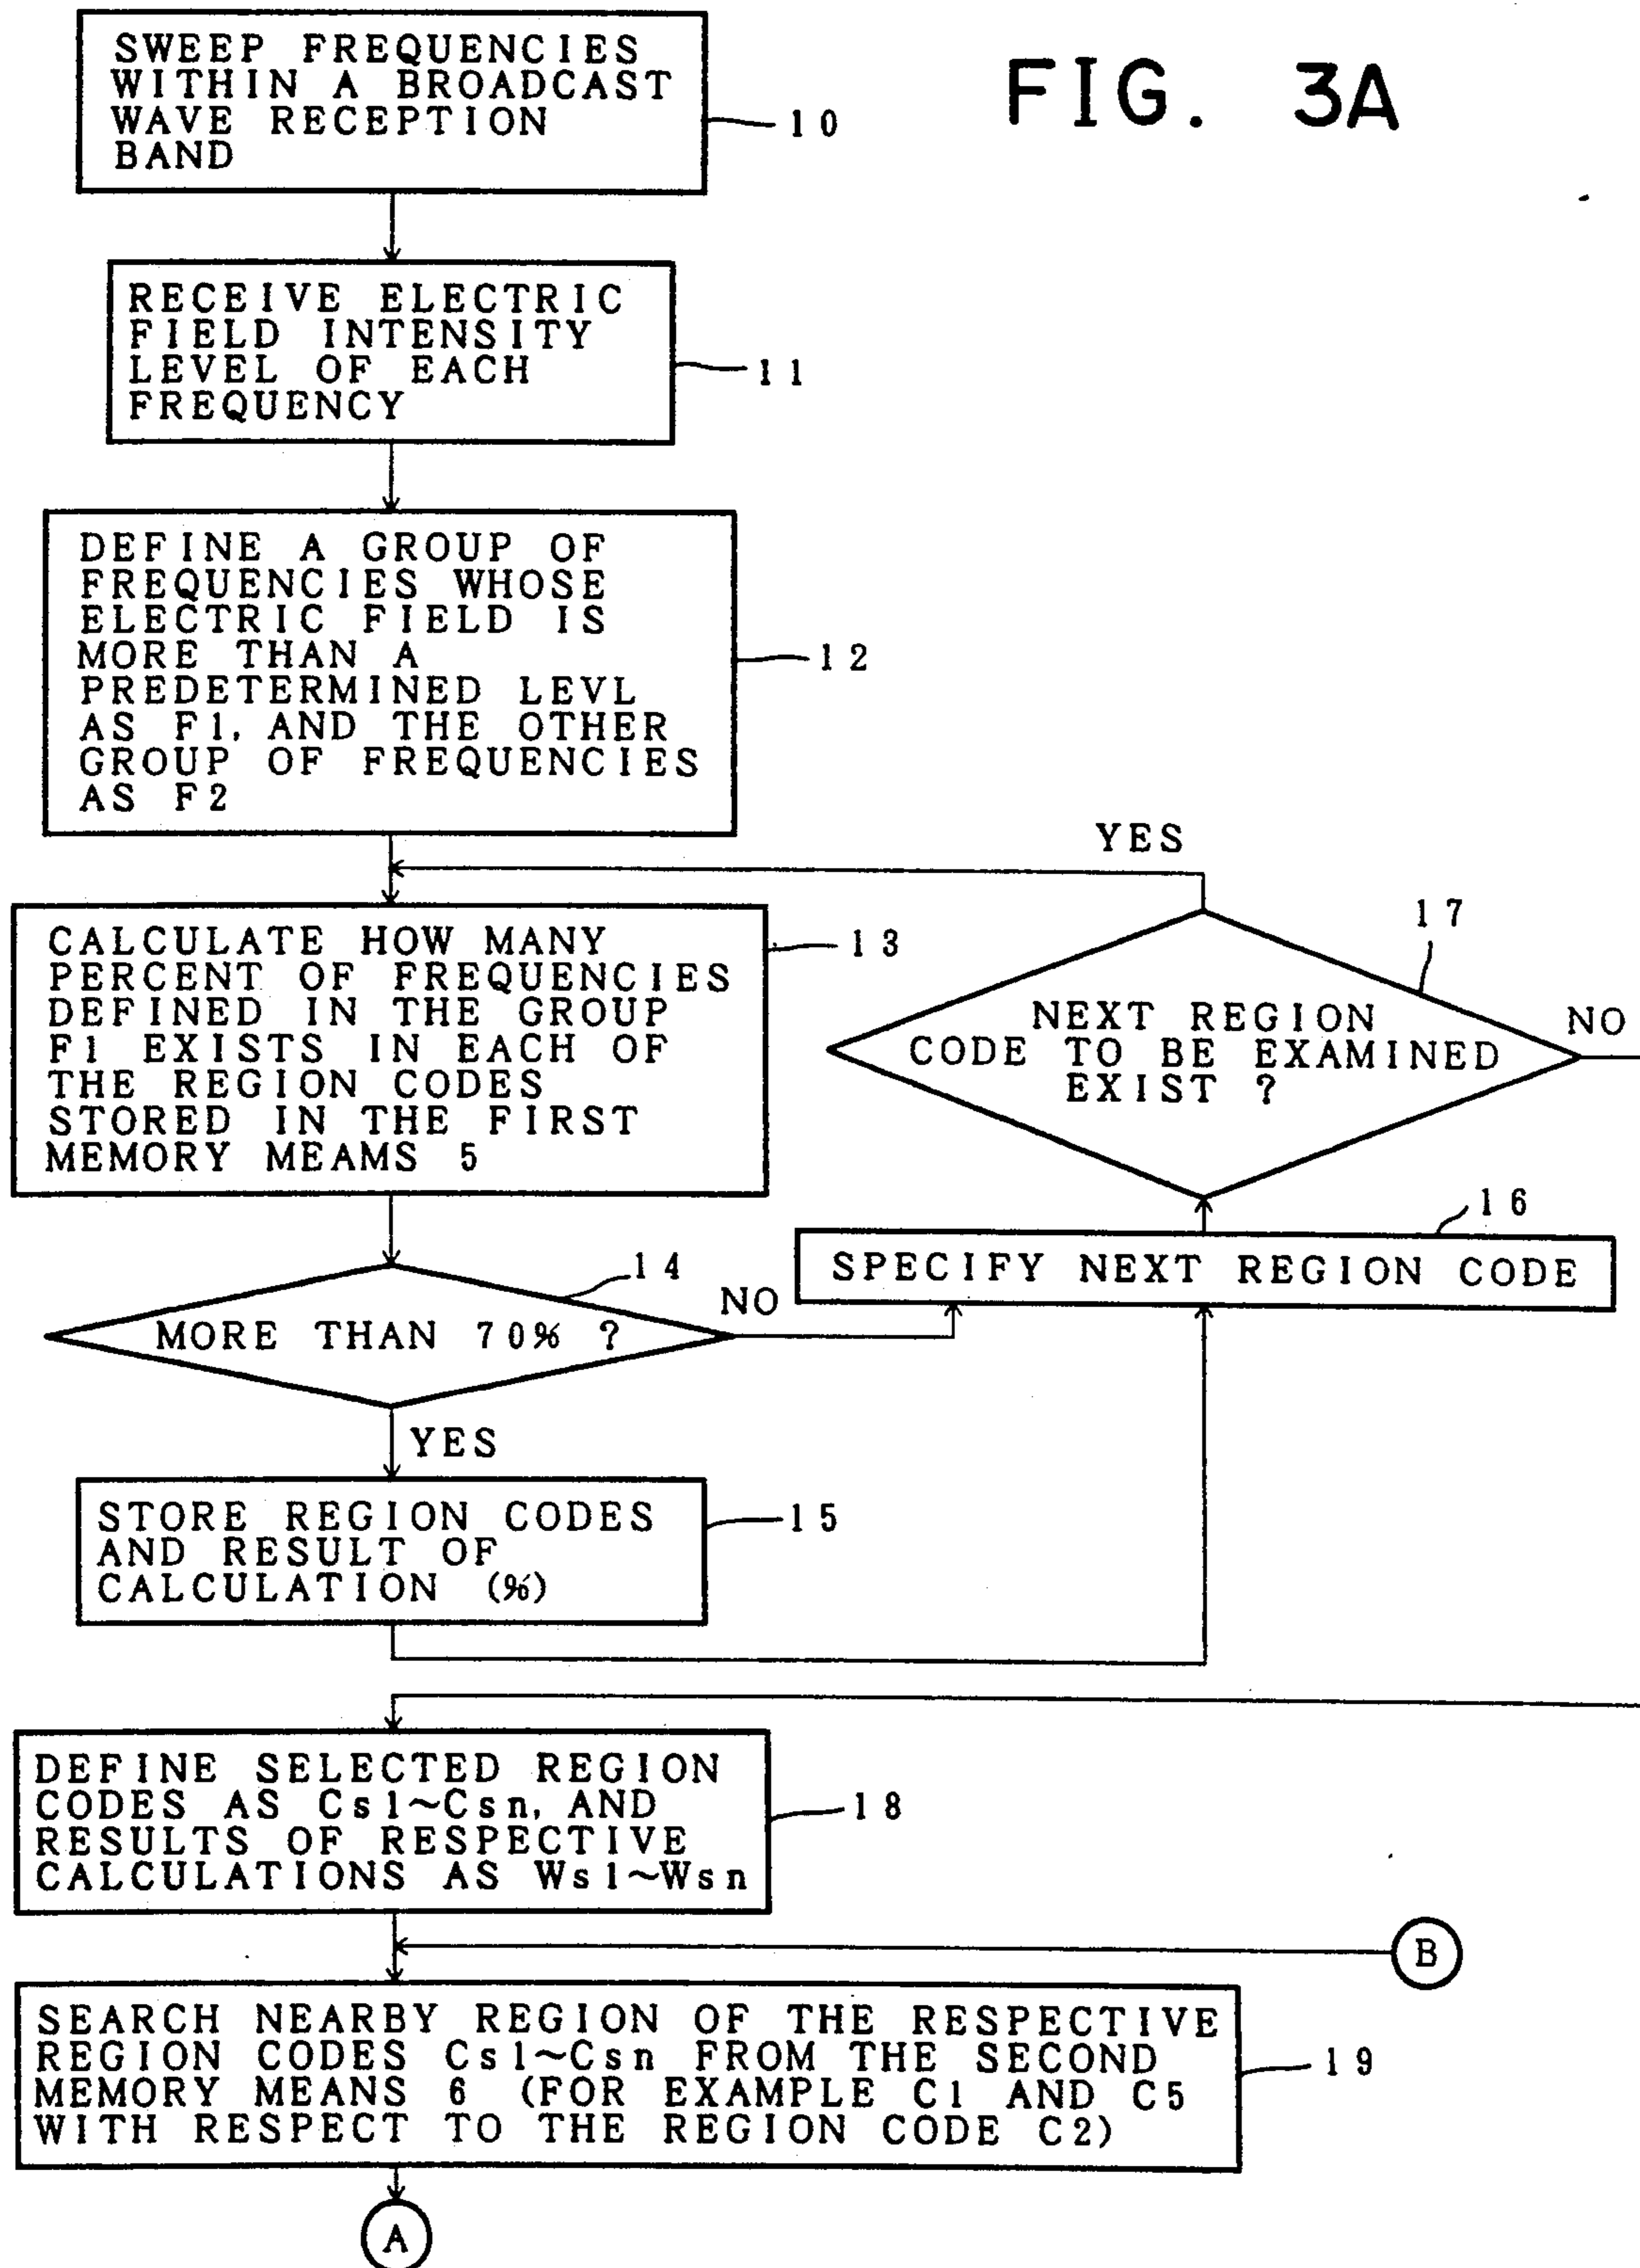 FIG. 3A
SWEEP FREQUENCIES
WITHIN A BROADCAST
WAVE RECEPTION
BAND
10
RECEIVE ELECTRIC
FIELD INTENSITY
LEVEL OF EACH
FREQUENCY
11
DEFINE A GROUP OF
FREQUENCIES WHOSE
ELECTRIC FIELD IS
MORE THAN A
PREDETERMINED LEVL
AS F1, AND THE OTHER
GROUP OF FREQUENCIES
AS F2
12
YES
CALCULATE HOW MANY
PERCENT OF FREQUENCIES
DEFINED IN THE GROUP
F1 EXISTS IN EACH OF
THE REGION CODES
STORED IN THE FIRST
MEMORY MEAMS 5
13
17
NEXT REGION
CODE TO BE EXAMINED
EXIST ?
NO
16
SPECIFY NEXT REGION CODE
14
MORE THAN 70% ?
NO
YES
STORE REGION CODES
AND RESULT OF
CALCULATION (%)
15
DEFINE SELECTED REGION
CODES AS Cs1~Csn, AND
RESULTS OF RESPECTIVE
CALCULATIONS AS Ws1~Wsn
18
B
SEARCH NEARBY REGION OF THE RESPECTIVE
REGION CODES Cs1~Csn FROM THE SECOND
MEMORY MEANS 6 (FOR EXAMPLE C1 AND C5
WITH RESPECT TO THE REGION CODE C2)
19
A